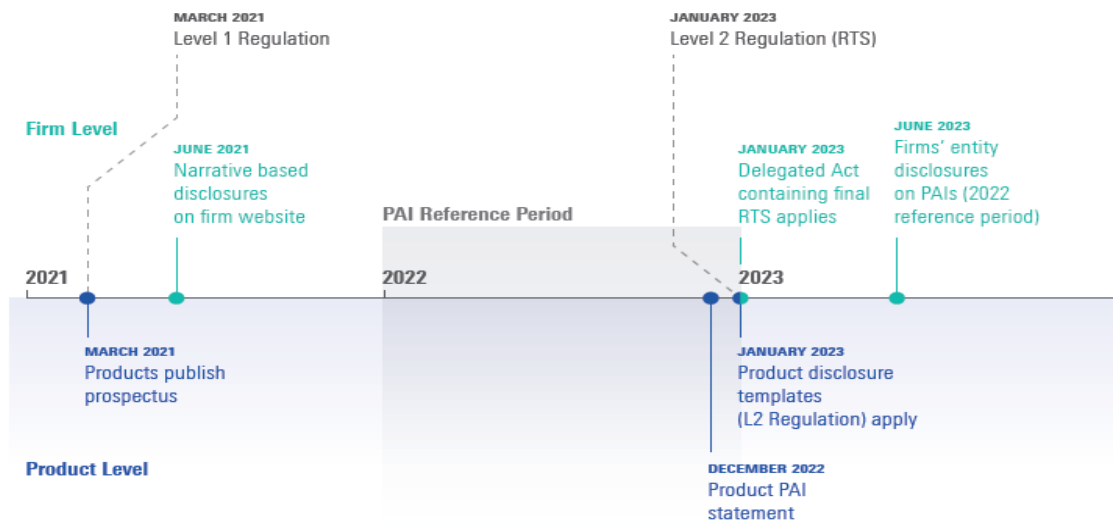 MARCH 2021
Level 1 Regulation
JANUARY 2023
Level 2 Regulation (RTS)
Firm Level
JUNE 2021
Narrative based
disclosures
on firm website
JANUARY 2023
Delegated Act
containing final
RTS applies
JUNE 2023
Firms' entity
disclosures
on PAIs (2022
reference period)
PAI Reference Period
2021
2022
2023
MARCH 2021
Products publish
prospectus
JANUARY 2023
Product disclosure
templates
(L2 Regulation) apply
Product Level
DECEMBER 2022
Product PAI
statement